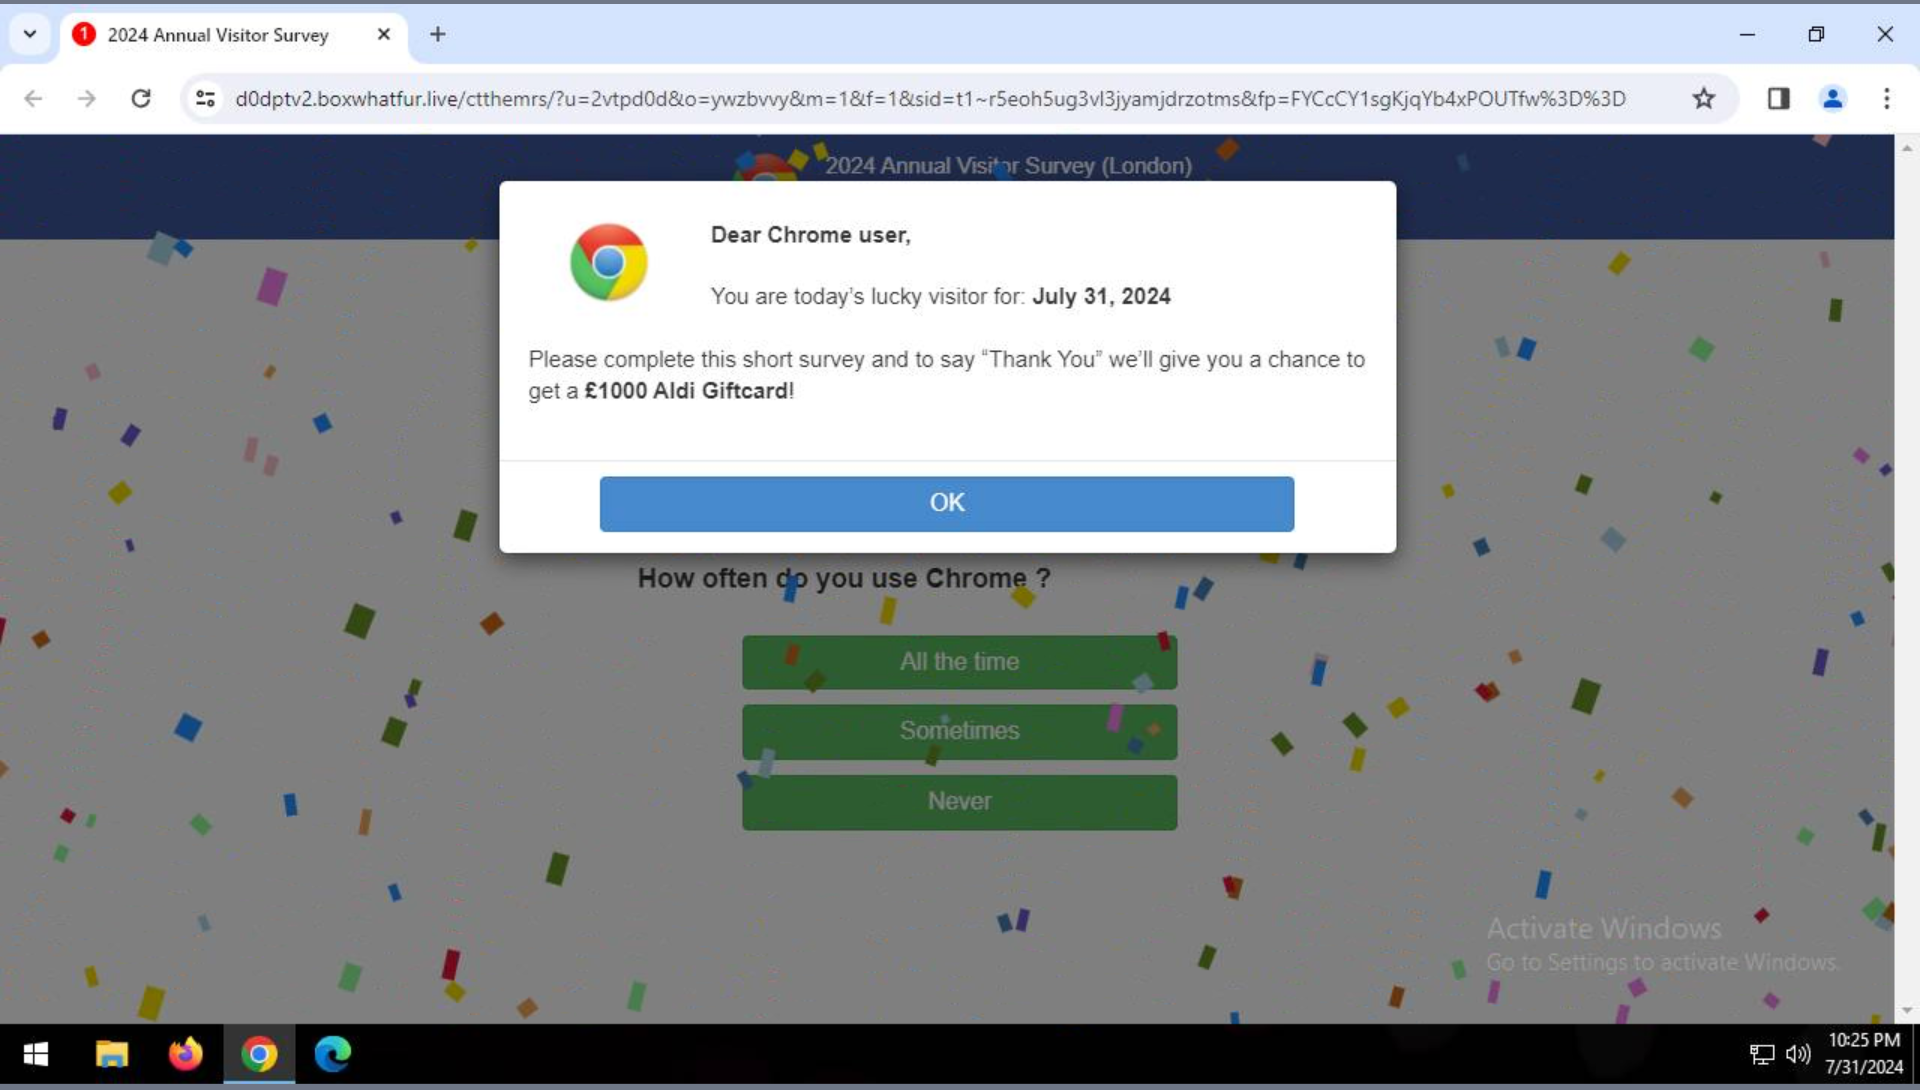 1 2024 Annual Visitor Survey
d0dptv2.boxwhatfur.live/ctthemrs/?u=2vtpd0d&o=ywzbvvy&m=1&f=1&sid=t1~r5eoh5ug3vl3jyamjdrzotms&fp=FYCcCY1sgKjqYb4xPOUTfw%3D%3D
2024 Annual Visitor Survey (London)
Dear Chrome user,
You are today's lucky visitor for: July 31, 2024
Please complete this short survey and to say “Thank You” we'll give you a chance to
get a £1000 Aldi Giftcard!
OK
How often do you use Chrome ?
All the time
Sometimes
Never
Activate Windows
Go to Settings to activate Windows.
10:25 PM
7/31/2024